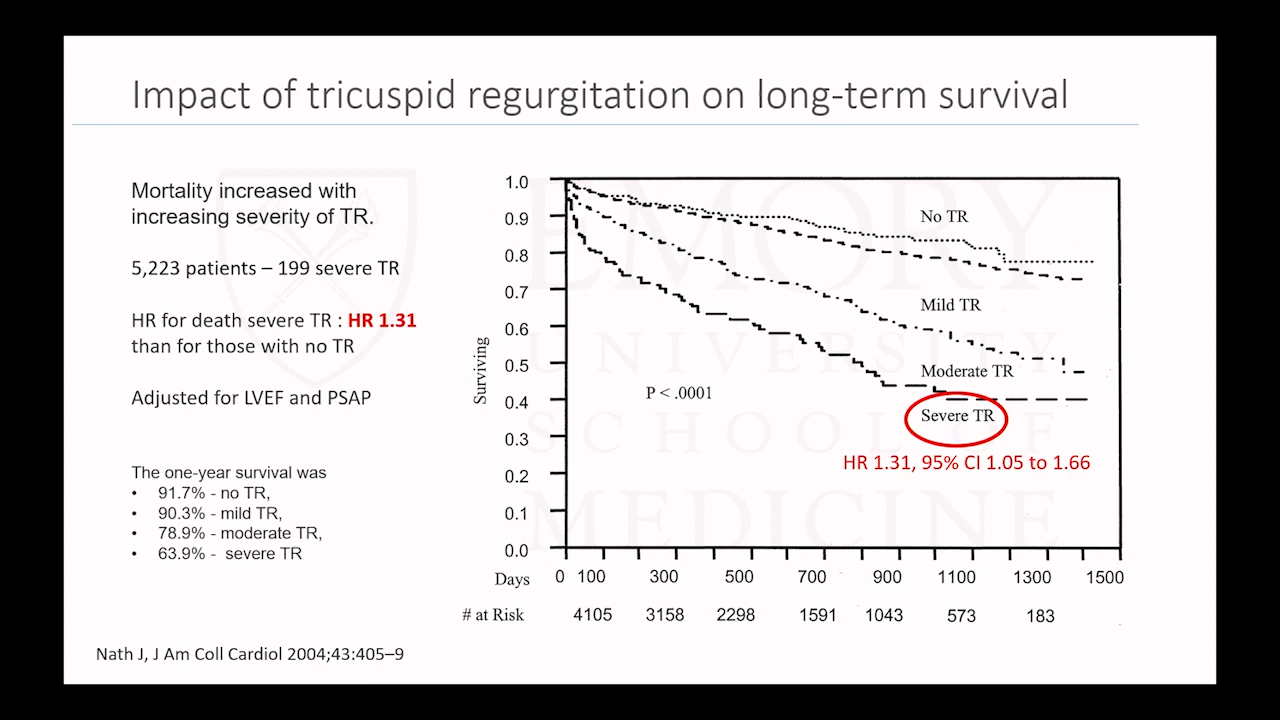 Impact of tricuspid regurgitation on long-term survival
Mortality increased with
increasing severity of TR.
5,223 patients – 199 severe TR
HR for death severe TR : HR 1.31
than for those with no TR
Adjusted for LVEF and PSAP
The one-year survival was
• 91.7% - no TR,
• 90.3% - mild TR,
• 78.9% - moderate TR,
• 63.9% - severe TR
Nath J, J Am Coll Cardiol 2004;43:405–9
EMORY
UNIVERSITY
SCHOOL OF
MEDICINE
Surviving
1.0
0.9
0.8
0.7
0.6
0.5
0.4
0.3
0.2
0.1
0.0
No TR
Mild TR
Moderate TR
P < .0001
Severe TR
HR 1.31, 95% CI 1.05 to 1.66
Days 0 100 300 500 700 900 1100 1300 1500
# at Risk 4105 3158 2298 1591 1043 573 183